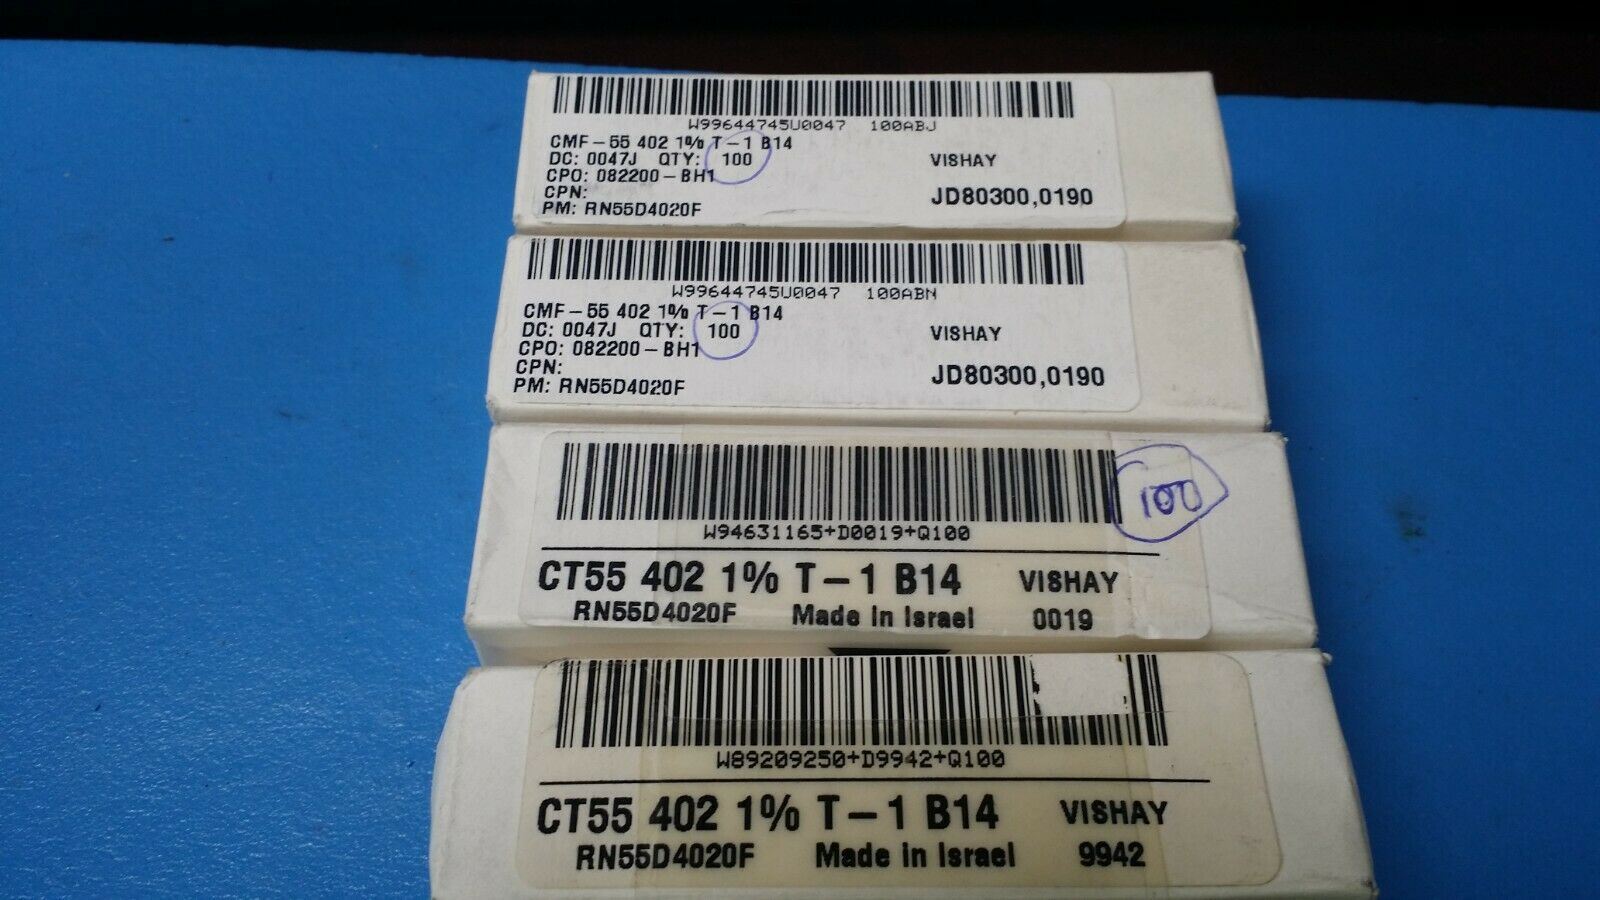 W99644745U0047 100ABJ
CMF-55 402 1% T-1 B14
DC: 0047J QTY: 100
VISHAY
CPO: 082200-BH1
CPN:
JD80300,0190
PM: RN55D4020F
W99644745U0047 100ABN
CMF-55 402 1% T-1 B14
DC: 0047J QTY: 100
VISHAY
CPO: 082200-BH1
CPN:
JD80300,0190
PM: RN55D4020F
100
W94631165+D0019+Q100
CT55 402 1% T-1 B14 VISHAY
RN55D4020F Made in Israel 0019
W89209250+D9942+Q100
CT55 402 1% T-1 B14 VISHAY
RN55D4020F Made in Israel 9942